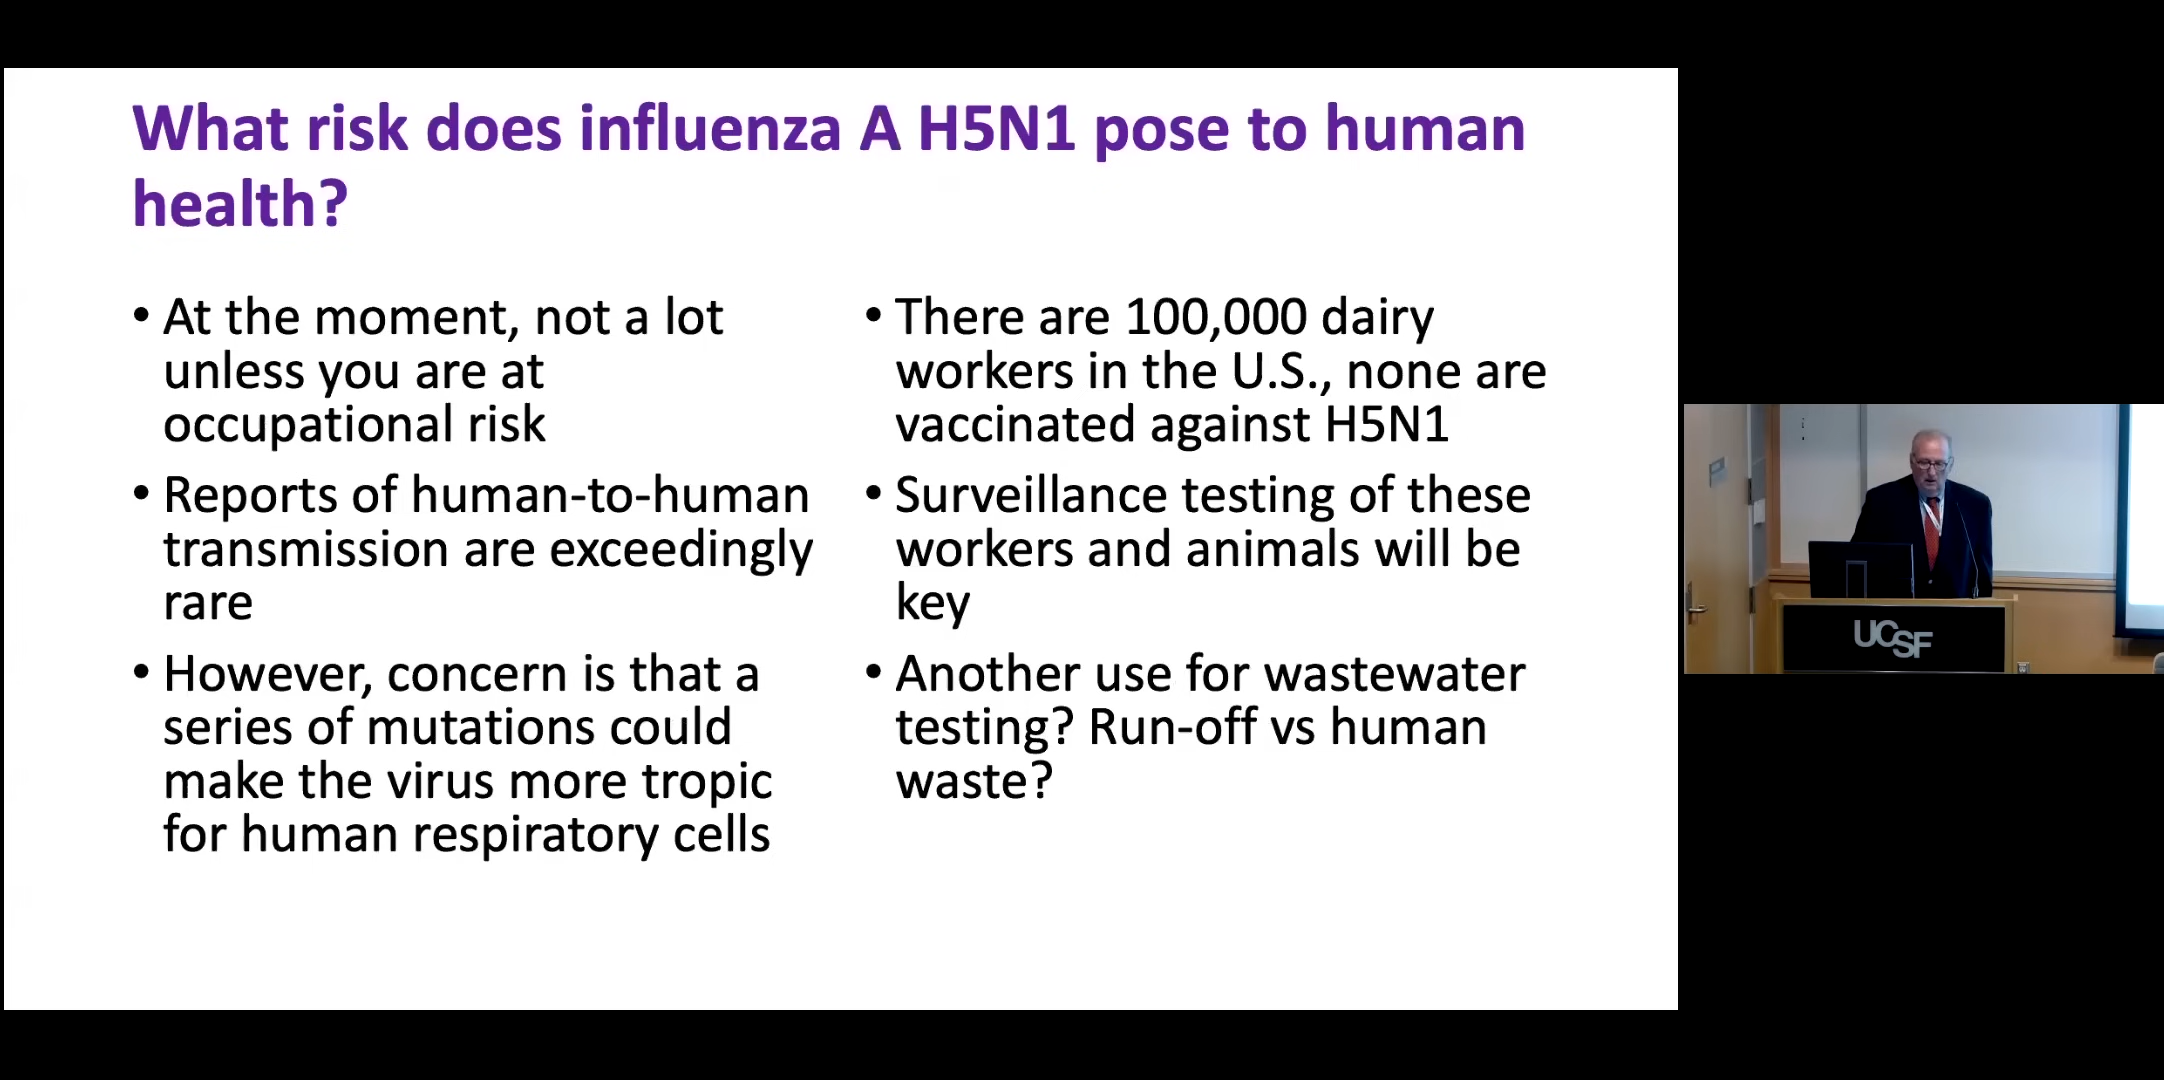 What risk does influenza A H5N1 pose to human
health?
• At the moment, not a lot
unless you are at
occupational risk
• Reports of human-to-human
transmission are exceedingly
rare
• However, concern is that a
series of mutations could
make the virus more tropic
for human respiratory cells
• There are 100,000 dairy
workers in the U.S., none are
vaccinated against H5N1
• Surveillance testing of these
workers and animals will be
key
• Another use for wastewater
testing? Run-off vs human
waste?
UCSF